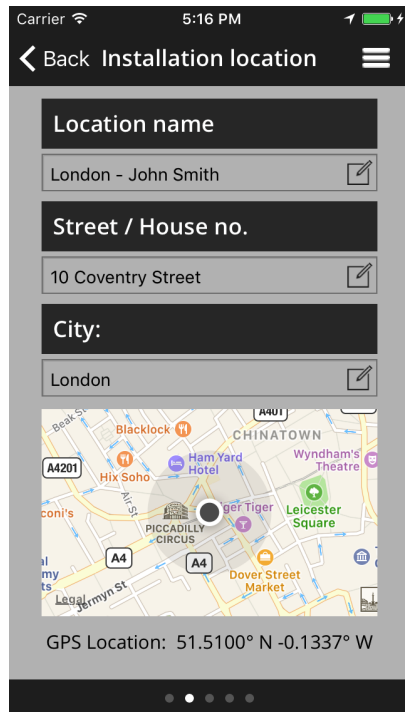 Carrier 5:16 PM
Back Installation location
Location name
London - John Smith
Street / House no.
10 Coventry Street
City:
London
A401
Beak St
Blacklock
CHINATOWN
A4201
Ham Yard
Hotel
Wyndham's
Theatre
Hix Soho
Air St
coni's
ger Tiger
Leicester
Square
PICCADILLY
CIRCUS
A4
A4
Dover Street
Market
my
ts
Jermyn St
Legal
GPS Location: 51.5100° N -0.1337° W